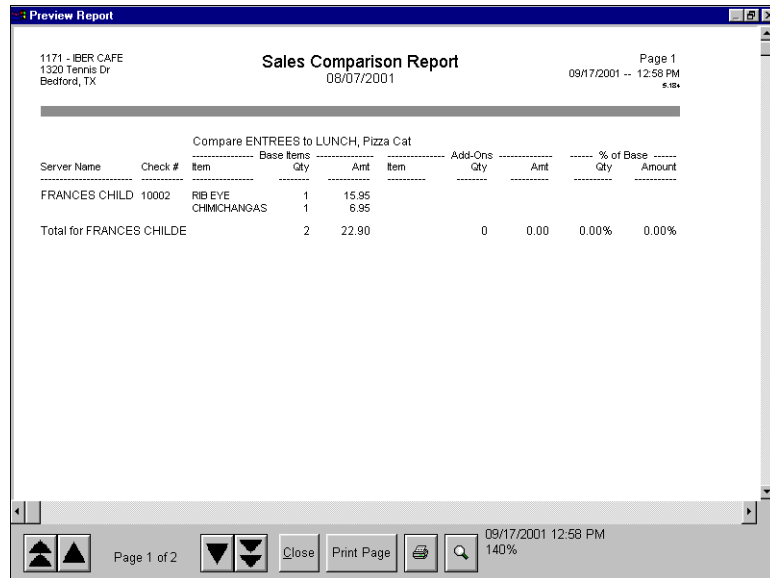 Preview Report
1171 - IBER CAFE
1320 Tennis Dr
Bedford, TX
Sales Comparison Report
08/07/2001
Page 1
09/17/2001 -- 12:58 PM
5.184
Compare ENTREES to LUNCH, Pizza Cat
--------------- Base Items --------------- --------------- Add-Ons --------------- ------ % of Base ------
Server Name Check # Item Qty Amt Item Qty Amt Qty Amount
FRANCES CHILD 10002 RIB EYE 1 15.95
CHIMICHANGAS 1 6.95
Total for FRANCES CHILDE 2 22.90 0 0.00 0.00% 0.00%
Page 1 of 2
Close
Print Page
09/17/2001 12:58 PM
140%